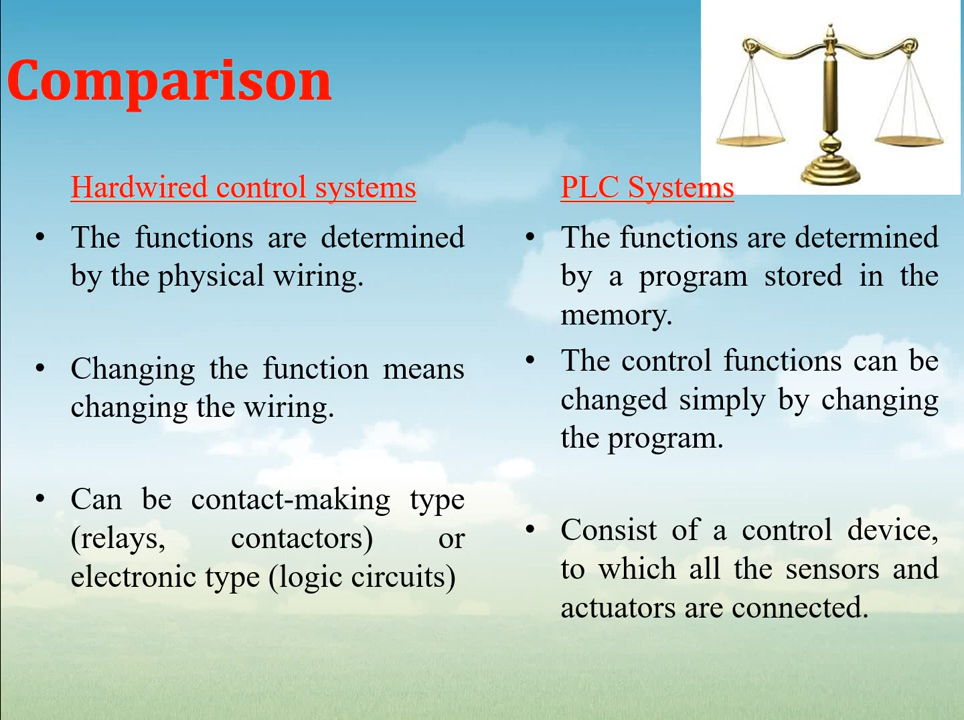 Comparison
Hardwired control systems
• The functions are determined
by the physical wiring.
• Changing the function means
changing the wiring.
• Can be contact-making type
(relays, contactors) or
electronic type (logic circuits)
PLC Systems
• The functions are determined
by a program stored in the
memory.
• The control functions can be
changed simply by changing
the program.
• Consist of a control device,
to which all the sensors and
actuators are connected.